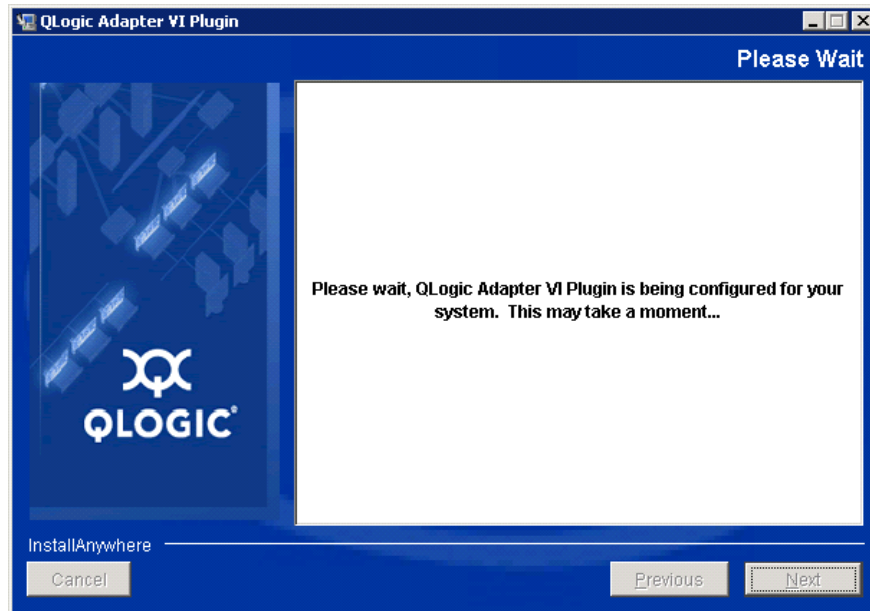 QLogic Adapter VI Plugin
Please Wait
Please wait, QLogic Adapter VI Plugin is being configured for your
system. This may take a moment...
QLOGIC®
InstallAnywhere
Cancel
Previous
Next